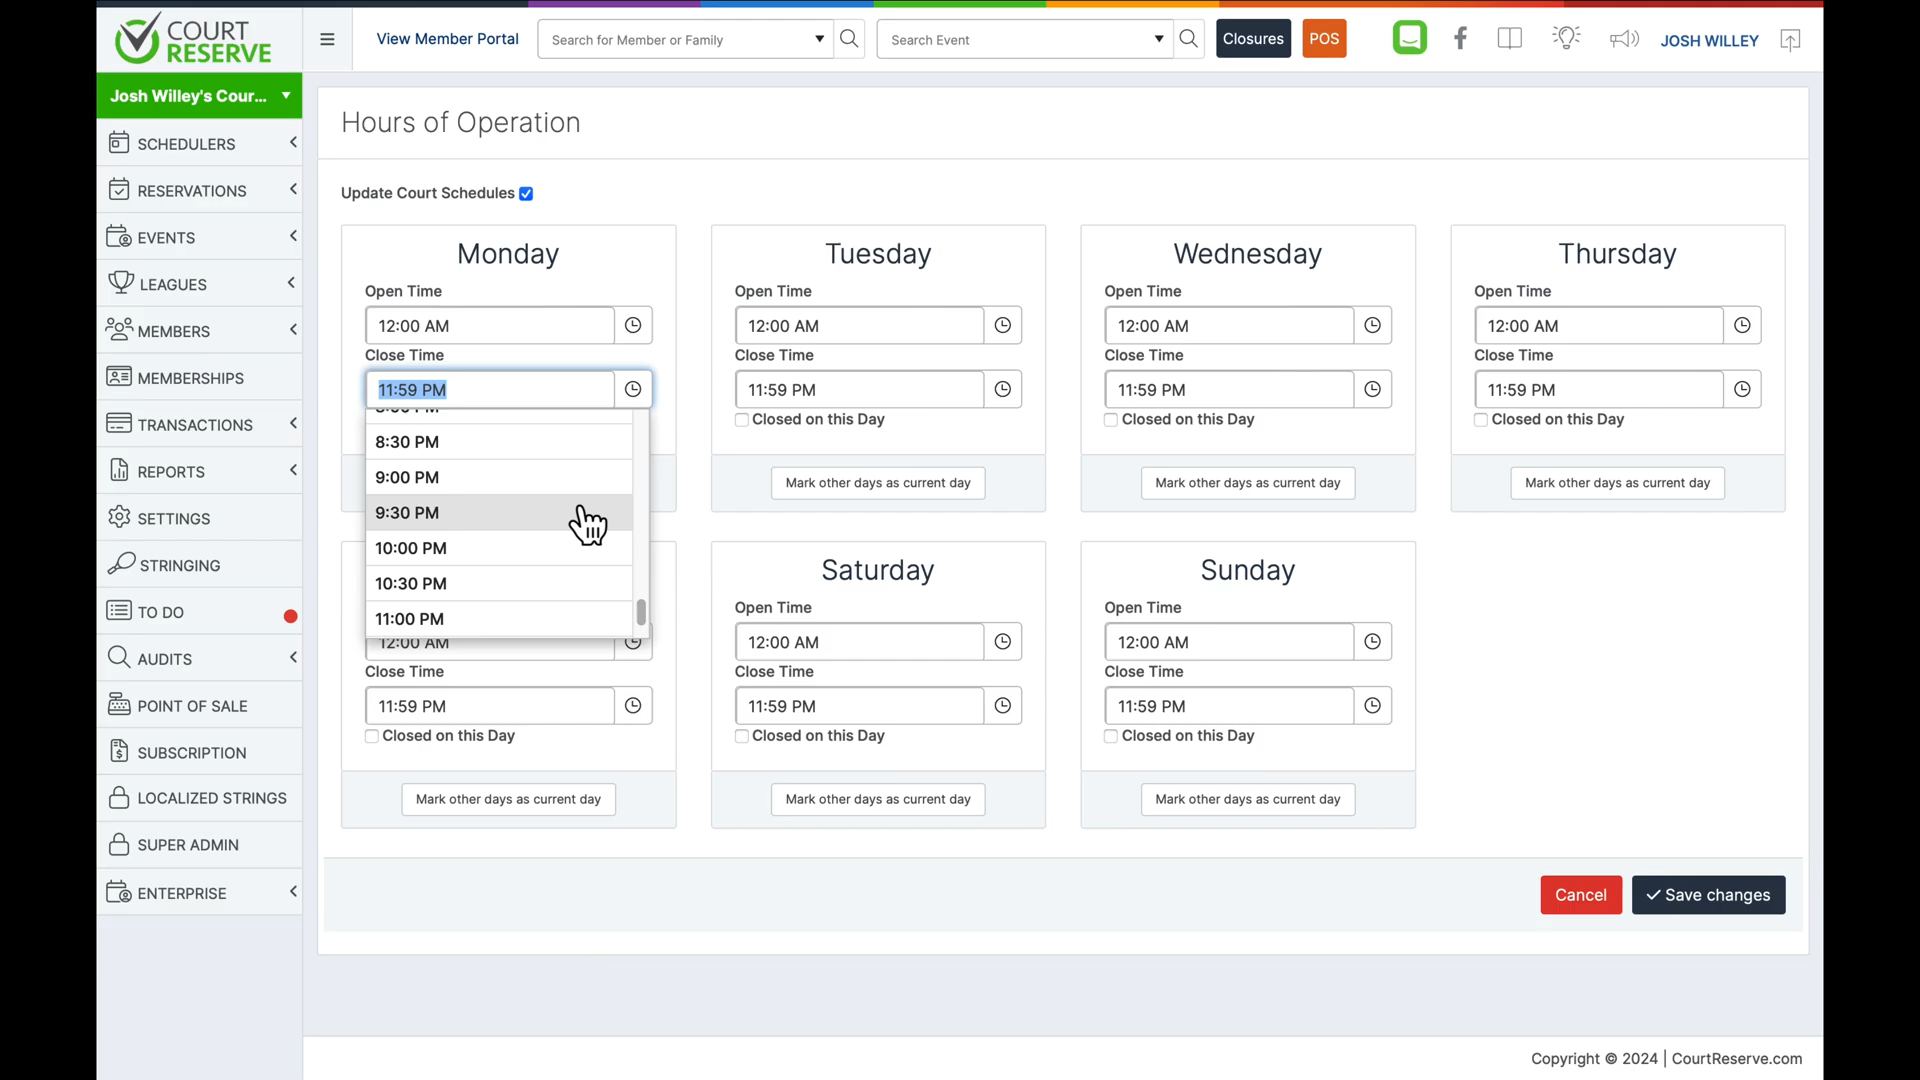 COURT
RESERVE
View Member Portal
Search for Member or Family
Search Event
Closures
POS
JOSH WILLEY
Josh Willey's Cour...
SCHEDULERS
RESERVATIONS
EVENTS
LEAGUES
MEMBERS
MEMBERSHIPS
TRANSACTIONS
REPORTS
SETTINGS
STRINGING
TO DO
AUDITS
POINT OF SALE
SUBSCRIPTION
LOCALIZED STRINGS
SUPER ADMIN
ENTERPRISE
Hours of Operation
Update Court Schedules
Monday
Open Time
12:00 AM
Close Time
11:59 PM
8:30 PM
9:00 PM
9:30 PM
10:00 PM
10:30 PM
11:00 PM
Tuesday
Open Time
12:00 AM
Close Time
11:59 PM
Closed on this Day
Mark other days as current day
Wednesday
Open Time
12:00 AM
Close Time
11:59 PM
Closed on this Day
Mark other days as current day
Thursday
Open Time
12:00 AM
Close Time
11:59 PM
Closed on this Day
Mark other days as current day
12:00 AM
Close Time
11:59 PM
Closed on this Day
Mark other days as current day
Saturday
Open Time
12:00 AM
Close Time
11:59 PM
Closed on this Day
Mark other days as current day
Sunday
Open Time
12:00 AM
Close Time
11:59 PM
Closed on this Day
Mark other days as current day
Cancel
Save changes
Copyright © 2024 | CourtReserve.com